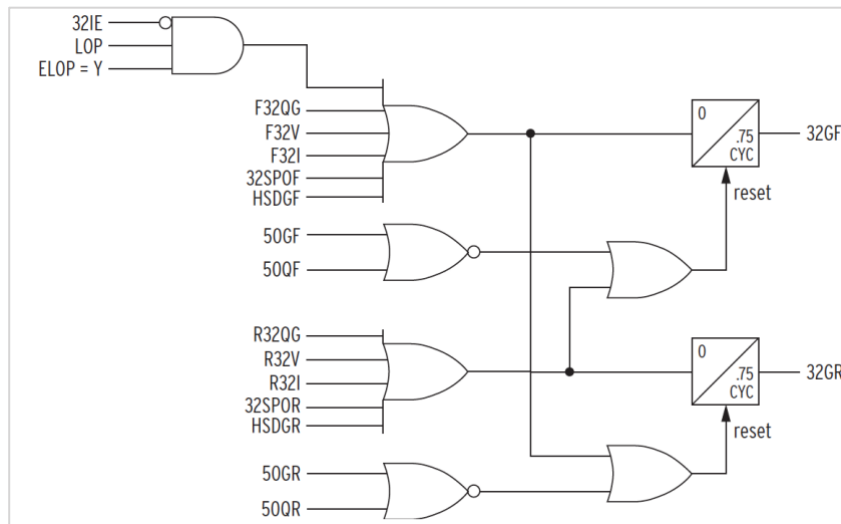 32IE
LOP
ELOP = Y
F32QG
F32V
F32I
32SPOF
HSDGF
0
.75
CYC
32GF
reset
50GF
50QF
R32QG
R32V
R32I
32SPOR
HSDGR
0
.75
CYC
32GR
reset
50GR
50QR